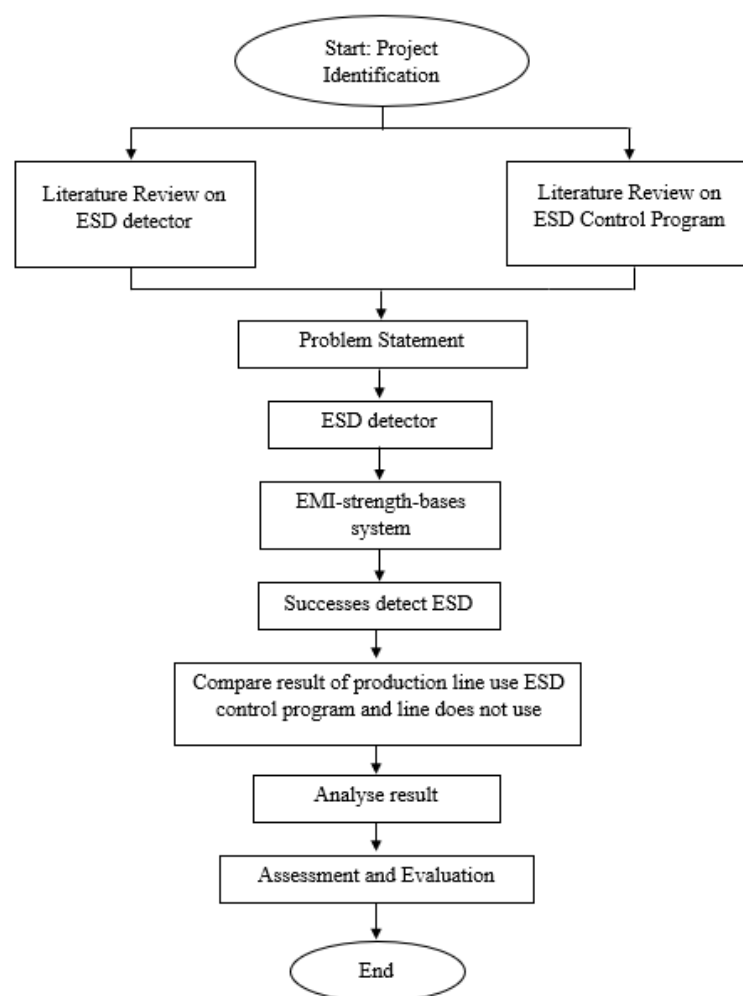 Start: Project
Identification
Literature Review on
ESD detector
Literature Review on
ESD Control Program
Problem Statement
ESD detector
EMI-strength-bases
system
Successes detect ESD
Compare result of production line use ESD
control program and line does not use
Analyse result
Assessment and Evaluation
End